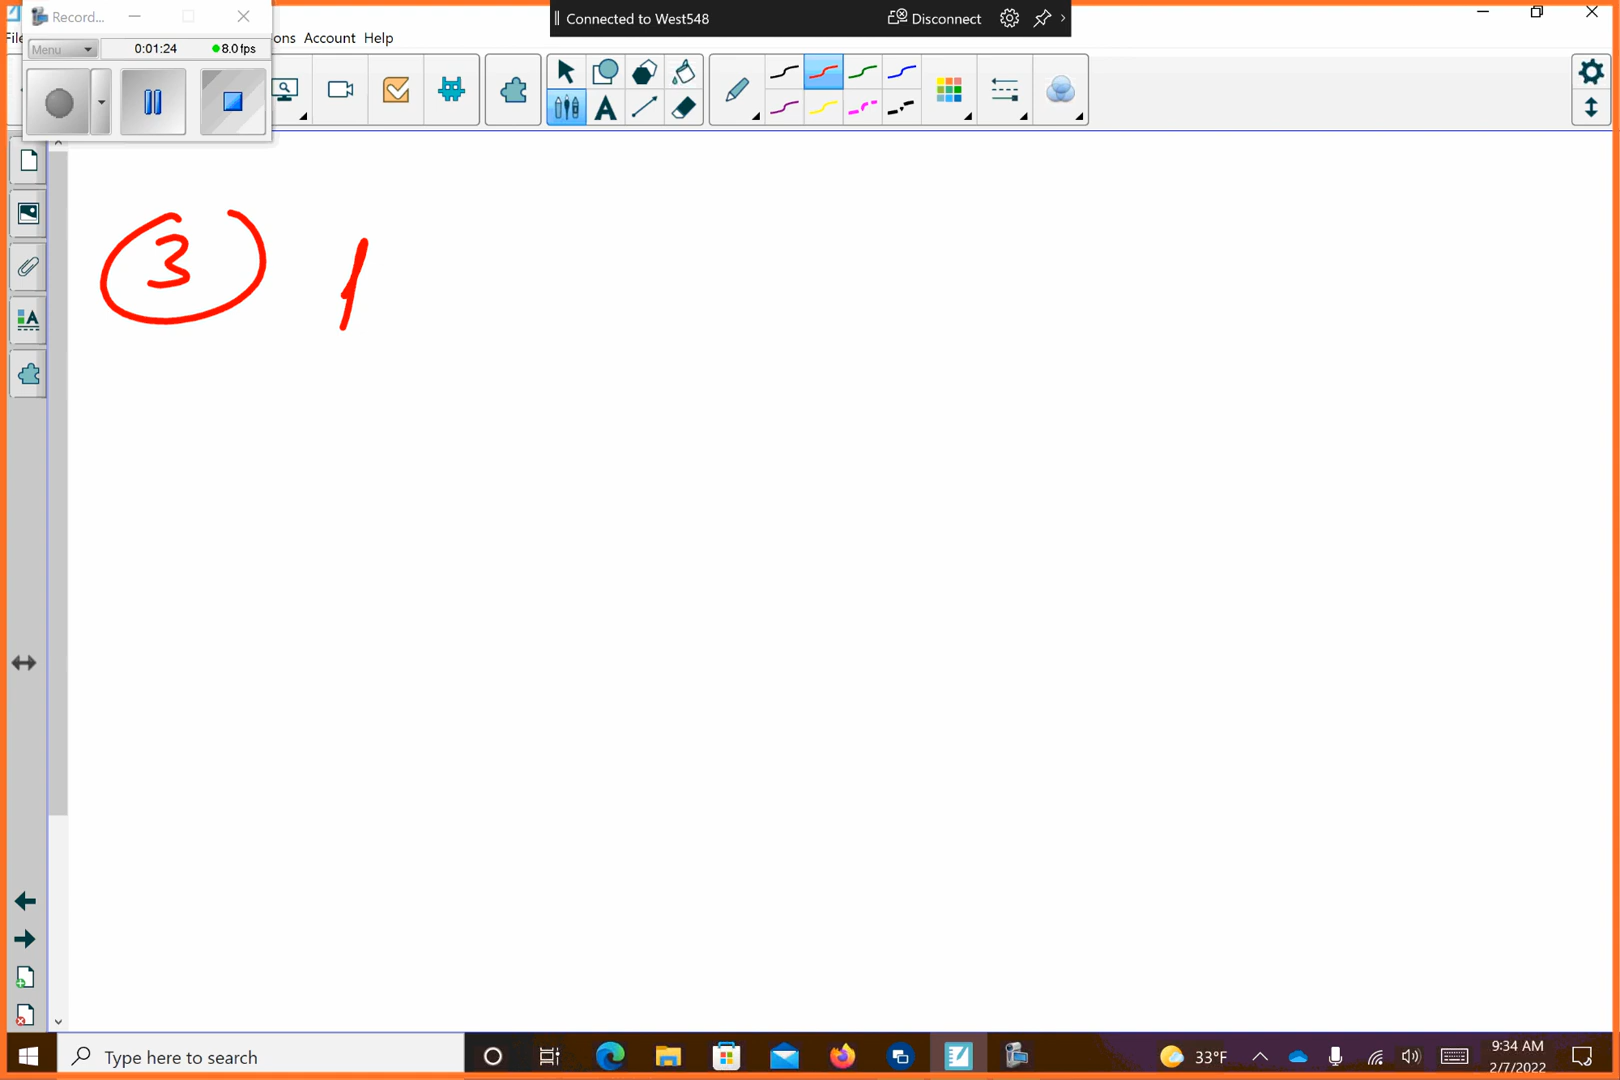 Record...
Connected to West548 Disconnect
Menu 0:01:24 8.0 fps
ons Account Help
A
A
3 1
Type here to search
33°F
9:34 AM
2/7/2022